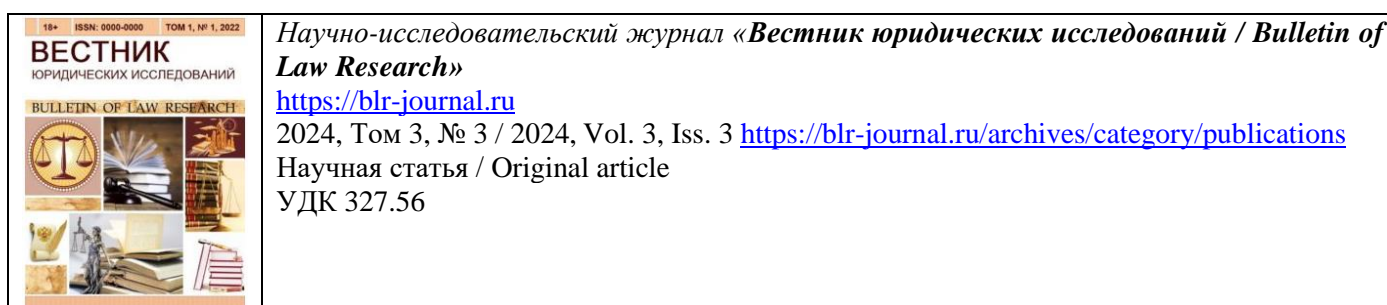 18+ ISSN: 0000-0000 ТОМ 1, № 1, 2022
ВЕСТНИК
ЮРИДИЧЕСКИХ ИССЛЕДОВАНИЙ
BULLETIN OF LAW RESEARCH
Научно-исследовательский журнал «Вестник юридических исследований / Bulletin of
Law Research»
https://blr-journal.ru
2024, Том 3, № 3 / 2024, Vol. 3, Iss. 3 https://blr-journal.ru/archives/category/publications
Научная статья / Original article
УДК 327.56